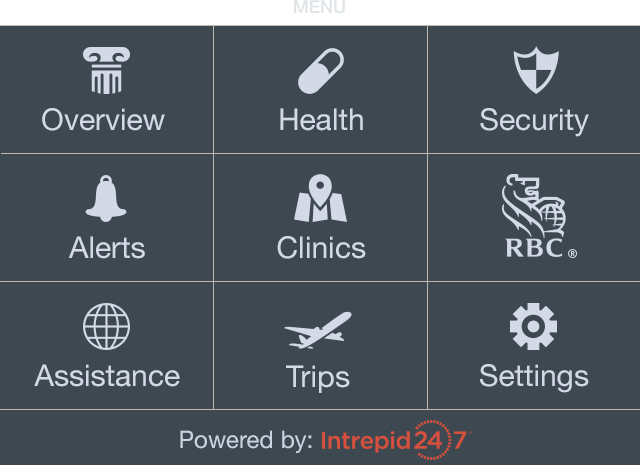 MENU
Overview Health Security
Alerts Clinics RBC®
Assistance Trips Settings
Powered by: Intrepid 24/7